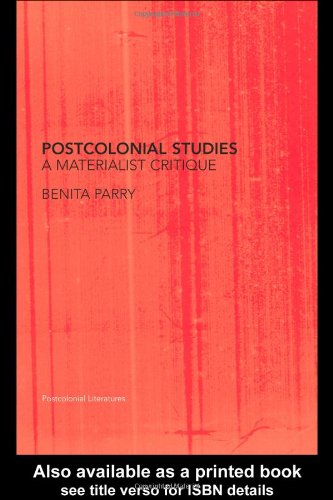 POSTCOLONIAL STUDIES
A MATERIALIST CRITIQUE
BENITA PARRY
Postcolonial Literatures
Also available as a printed book
see title verso for ISBN details